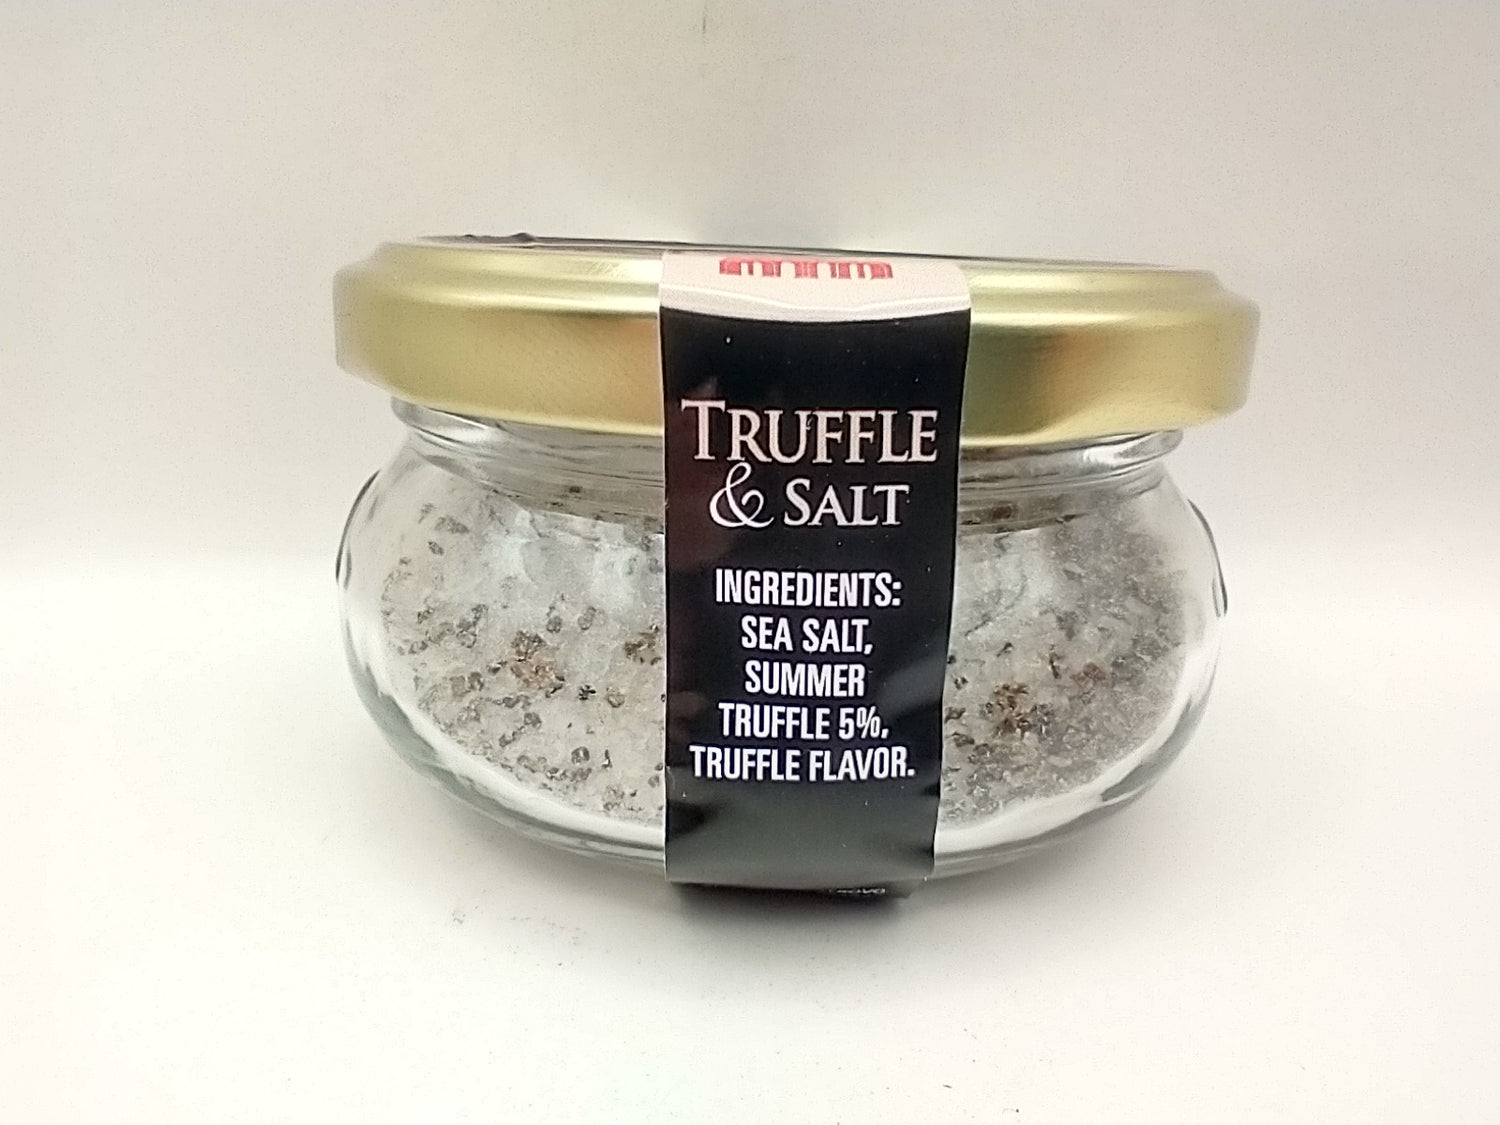 TRUFFLE
& SALT
INGREDIENTS:
SEA SALT,
SUMMER
TRUFFLE 5%,
TRUFFLE FLAVOR.